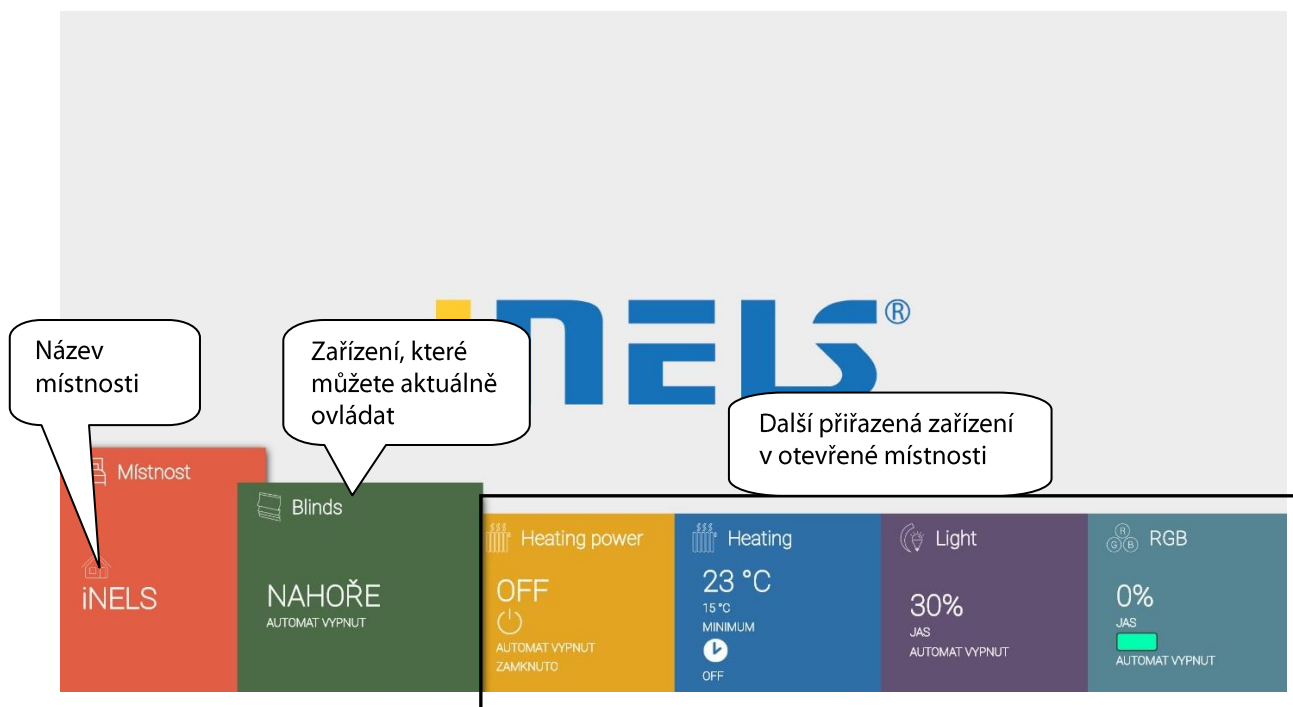 iNELS®
Název
místnosti
Zařízení, které
můžete aktuálně
ovládat
Další přiřazená zařízení
v otevřené místnosti
Místnost
iNELS
Blinds
NAHOŘE
AUTOMAT VYPNUT
Heating power
OFF
AUTOMAT VYPNUT
ZAMKNUTO
Heating
23 °C
15 °C
MINIMUM
OFF
Light
30%
JAS
AUTOMAT VYPNUT
R
G B
RGB
0%
JAS
AUTOMAT VYPNUT